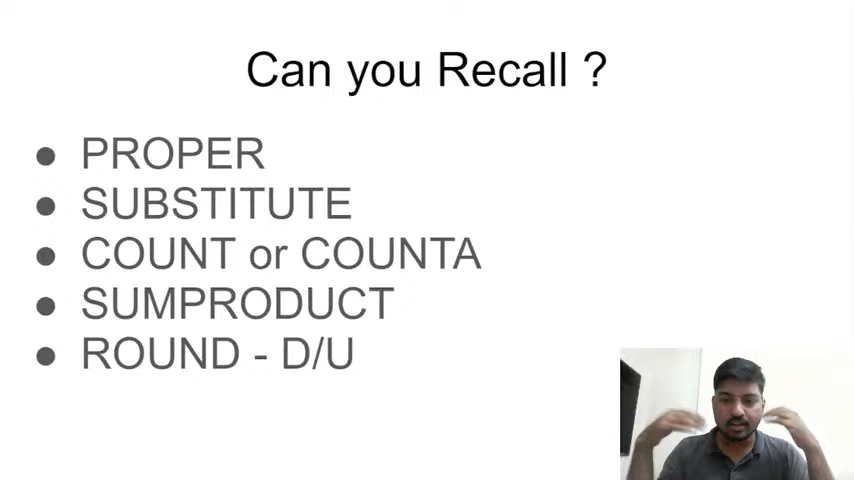 Can you Recall ?
● PROPER
● SUBSTITUTE
● COUNT or COUNTA
● SUMPRODUCT
● ROUND - D/U